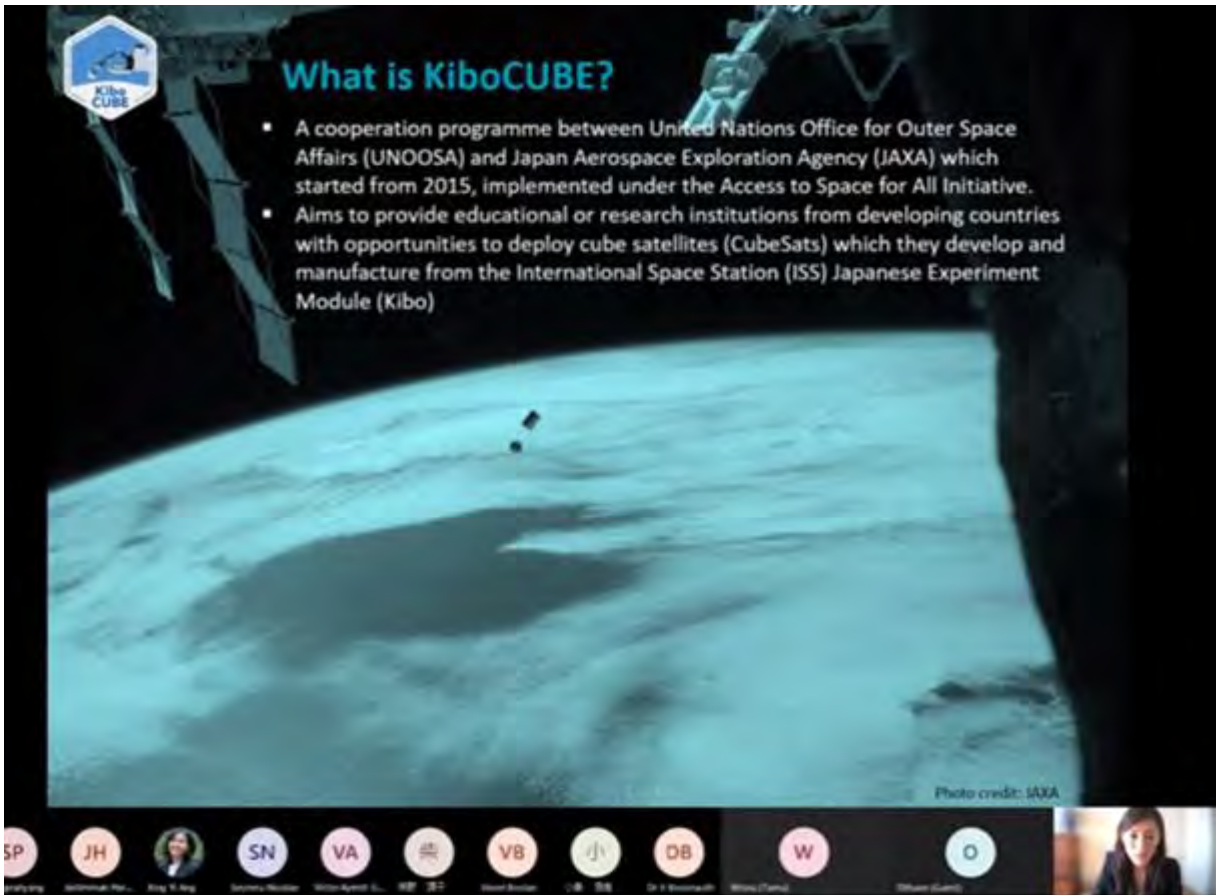 Kibo
CUBE
What is KiboCUBE?
▪ A cooperation programme between United Nations Office for Outer Space
Affairs (UNOOSA) and Japan Aerospace Exploration Agency (JAXA) which
started from 2015, implemented under the Access to Space for All Initiative.
▪ Aims to provide educational or research institutions from developing countries
with opportunities to deploy cube satellites (CubeSats) which they develop and
manufacture from the International Space Station (ISS) Japanese Experiment
Module (Kibo)
Photo credit: JAXA
SP
JH
SN
VA
VB
小
DB
W
O